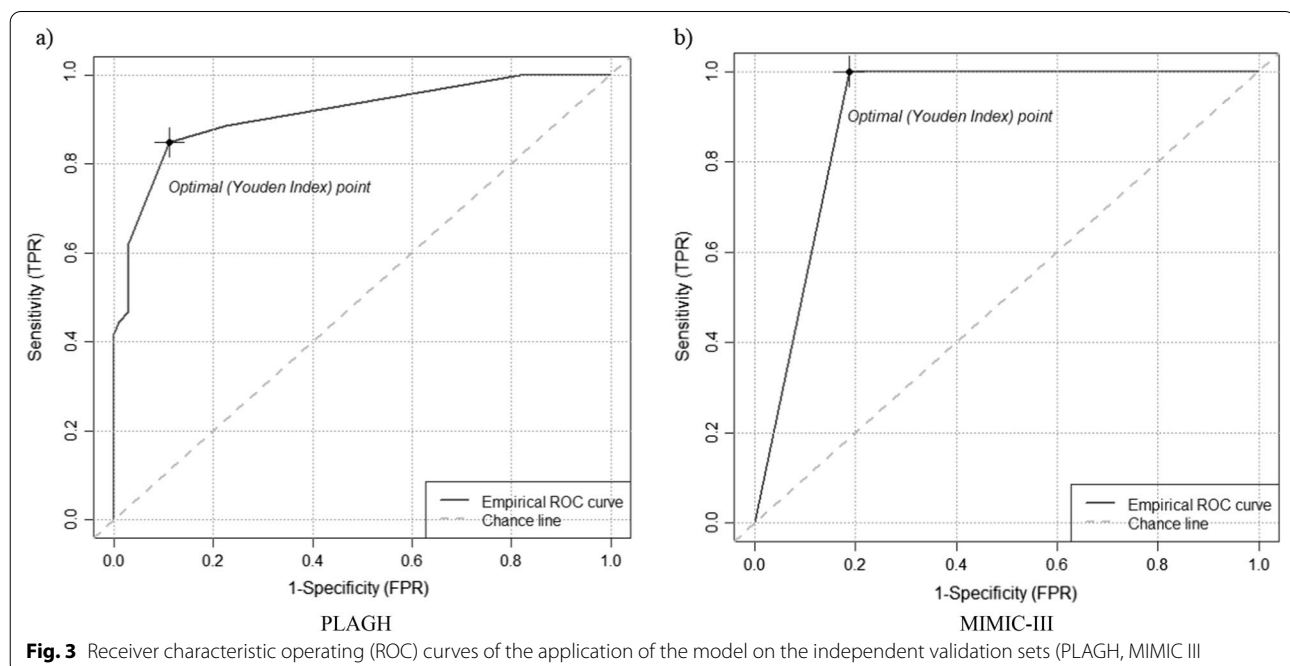 a)
1.0
0.8
0.6
0.4
0.2
0.0
Sensitivity (TPR)
Optimal (Youden Index) point
Empirical ROC curve
Chance line
0.0 0.2 0.4 0.6 0.8 1.0
1-Specificity (FPR)
PLAGH
b)
1.0
0.8
0.6
0.4
0.2
0.0
Sensitivity (TPR)
Optimal (Youden Index) point
Empirical ROC curve
Chance line
0.0 0.2 0.4 0.6 0.8 1.0
1-Specificity (FPR)
MIMIC-III
Fig. 3 Receiver characteristic operating (ROC) curves of the application of the model on the independent validation sets (PLAGH, MIMIC III